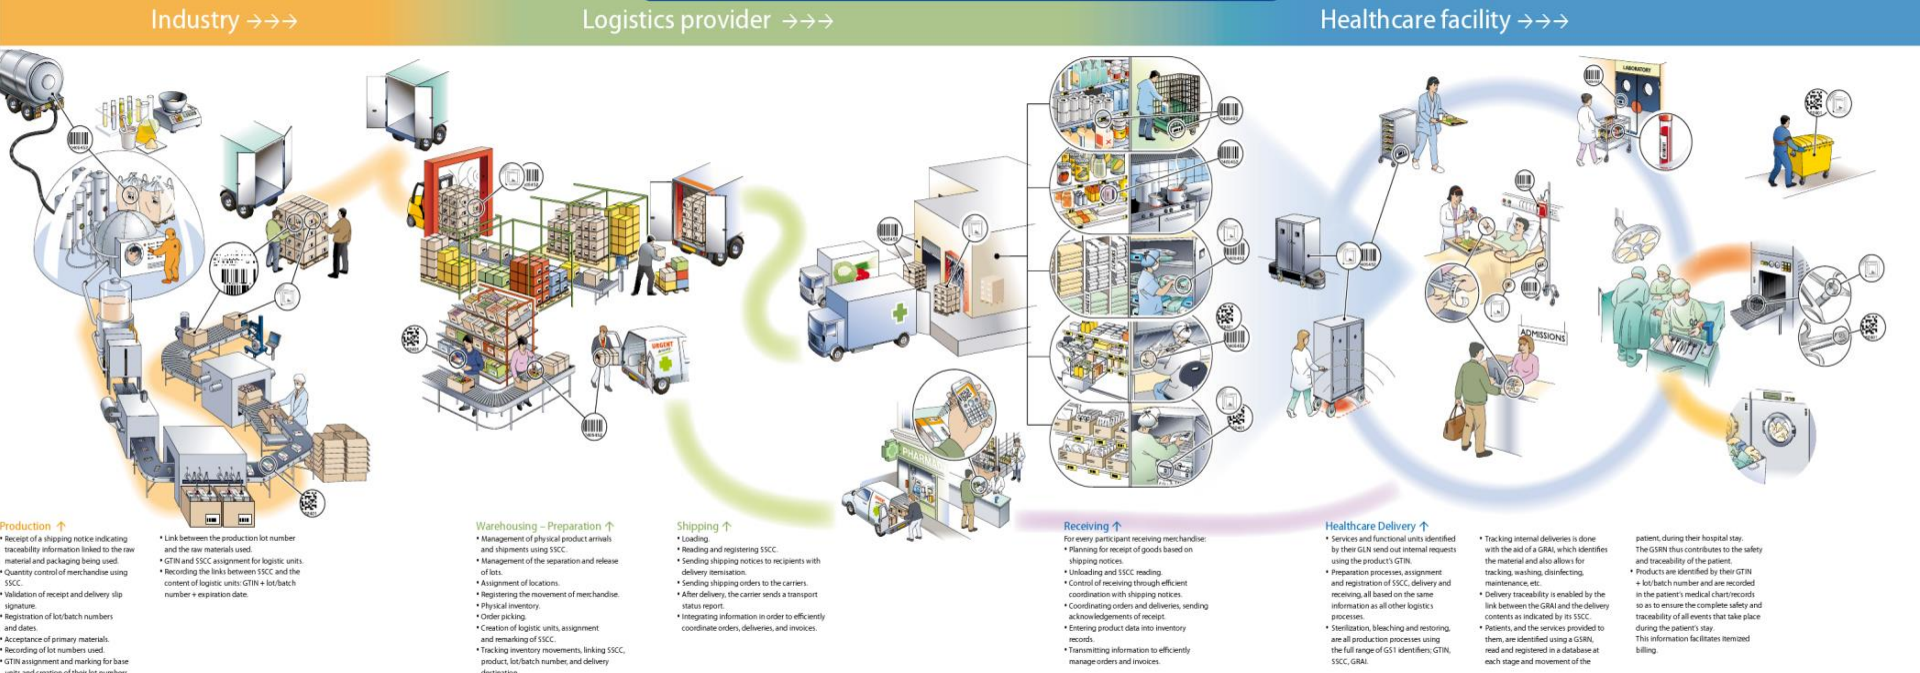 Industry →→→
Logistics provider →→→
Healthcare facility →→→
LABORATORY
URGENT
ADMISSIONS
Production ↑
• Receipt of a shipping notice indicating
traceability information linked to the raw
material and packaging being used.
• Quantity control of merchandise using
SSCC.
• Validation of receipt and delivery slip
signature.
• Registration of lot/batch numbers
and dates.
• Acceptance of primary materials.
• Recording of lot numbers used.
• GTIN assignment and marking for base
units and creation of their lot numbers
• Link between the production lot number
and the raw materials used.
• GTIN and SSCC assignment for logistic units.
• Recording the links between SSCC and the
content of logistic units: GTIN + lot/batch
number + expiration date.
Warehousing – Preparation ↑
• Management of physical product arrivals
and shipments using SSCC.
• Management of the separation and release
of lots.
• Assignment of locations.
• Registering the movement of merchandise.
• Physical inventory.
• Order picking.
• Creation of logistic units, assignment
and remarking of SSCC.
• Tracking inventory movements, linking SSCC,
product, lot/batch number, and delivery
destination.
Shipping ↑
• Loading.
• Reading and registering SSCC.
• Sending shipping notices to recipients with
delivery itemisation.
• Sending shipping orders to the carriers.
• After delivery, the carrier sends a transport
status report.
• Integrating information in order to efficiently
coordinate orders, deliveries, and invoices.
Receiving ↑
For every participant receiving merchandise:
• Planning for receipt of goods based on
shipping notices.
• Unloading and SSCC reading.
• Control of receiving through efficient
coordination with shipping notices.
• Coordinating orders and deliveries, sending
acknowledgements of receipt.
• Entering product data into inventory
records.
• Transmitting information to efficiently
manage orders and invoices.
Healthcare Delivery ↑
• Services and functional units identified
by their GLN send out internal requests
using the product's GTIN.
• Preparation processes, assignment
and registration of SSCC, delivery and
receiving, all based on the same
information as all other logistics
processes.
• Sterilization, bleaching and restoring,
are all production processes using
the full range of GS1 identifiers; GTIN,
SSCC, GRAI.
• Tracking internal deliveries is done
with the aid of a GRAI, which identifies
the material and also allows for
tracking, washing, disinfecting,
maintenance, etc.
• Delivery traceability is enabled by the
link between the GRAI and the delivery
contents as indicated by its SSCC.
• Patients, and the services provided to
them, are identified using a GSRN,
read and registered in a database at
each stage and movement of the
patient, during their hospital stay.
The GSRN thus contributes to the safety
and traceability of the patient.
• Products are identified by their GTIN
+ lot/batch number and are recorded
in the patient's medical chart/records
so as to ensure the complete safety and
traceability of all events that take place
during the patient's stay.
This information facilitates itemized
billing.